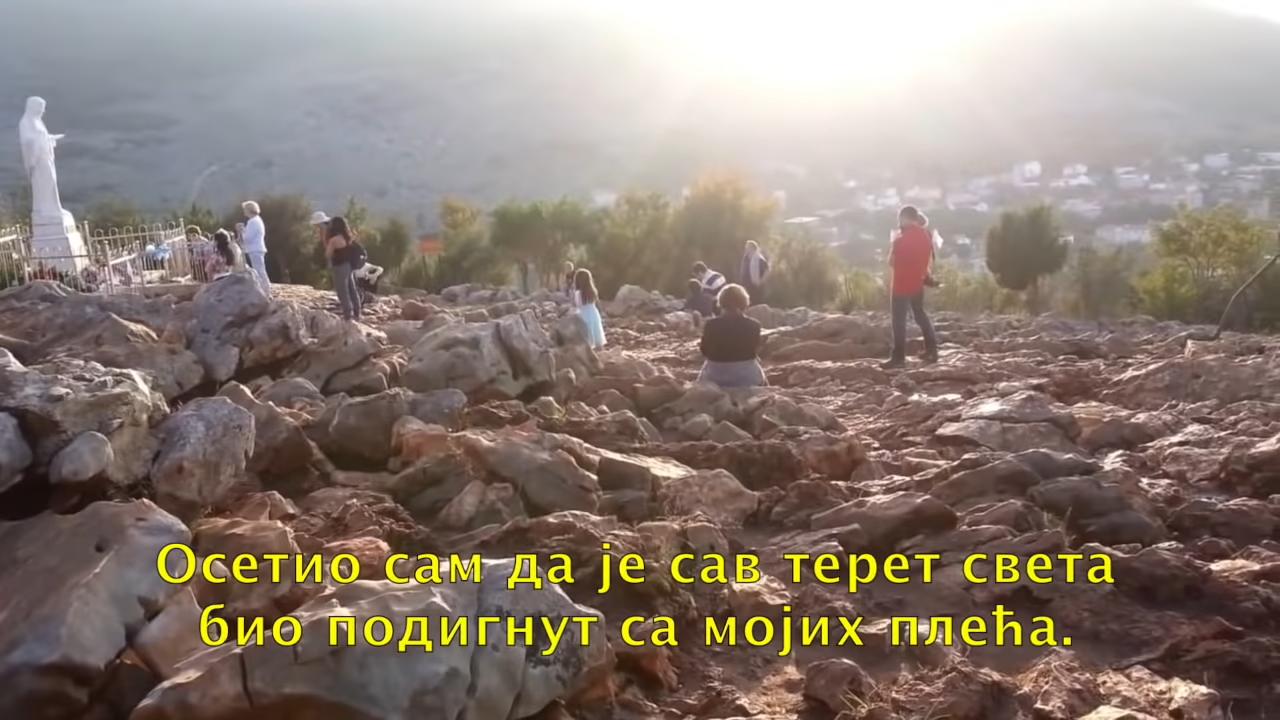 Осетио сам да је сав терет света
био подигнут са мојих плећа.